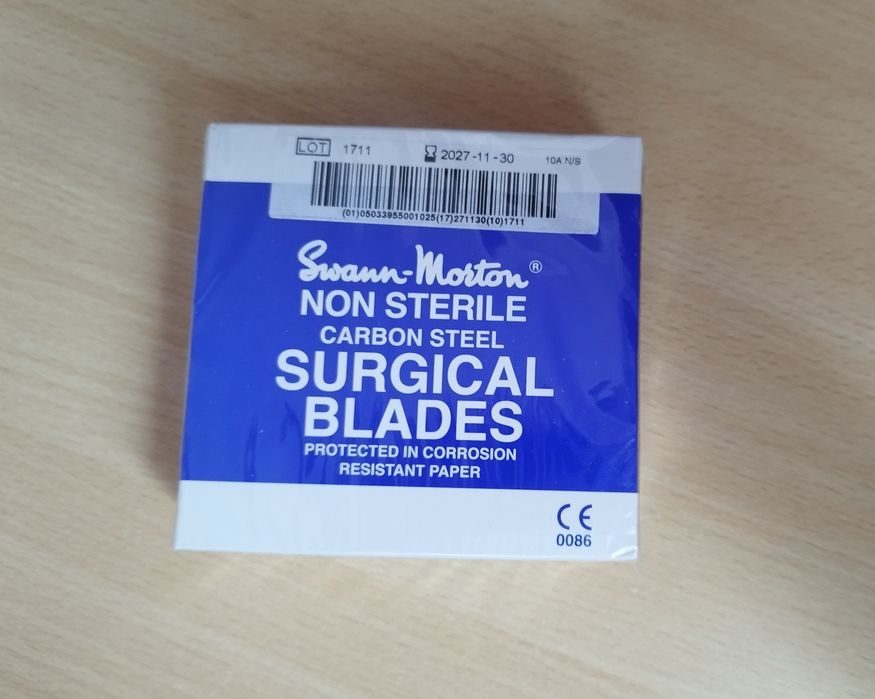 LOT 1711 2027-11-30 10A N/S
(01)05033955001025(17)271130(10)1711
Swann-Morton®
NON STERILE
CARBON STEEL
SURGICAL
BLADES
PROTECTED IN CORROSION
RESISTANT PAPER
CE
0086